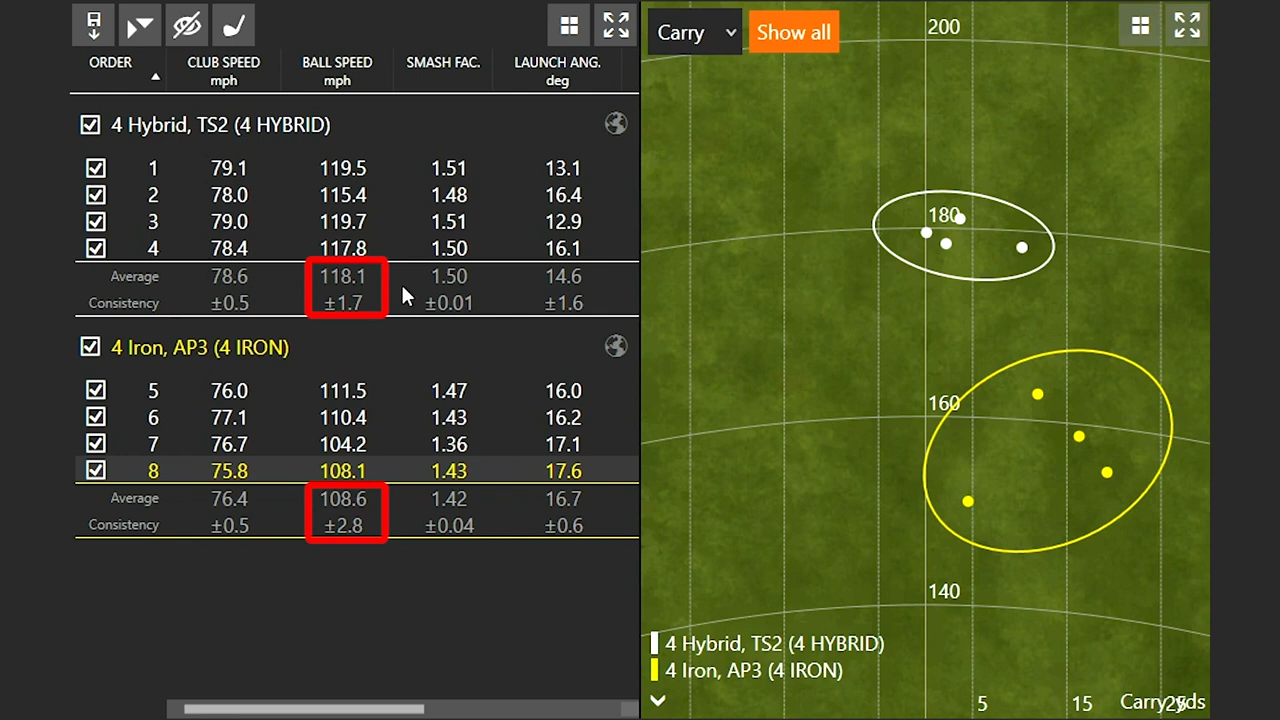 ORDER CLUB SPEED BALL SPEED SMASH FAC. LAUNCH ANG.
mph mph deg
4 Hybrid, TS2 (4 HYBRID)
1 79.1 119.5 1.51 13.1
2 78.0 115.4 1.48 16.4
3 79.0 119.7 1.51 12.9
4 78.4 117.8 1.50 16.1
Average 78.6 118.1 1.50 14.6
Consistency ±0.5 ±1.7 ±0.01 ±1.6
4 Iron, AP3 (4 IRON)
5 76.0 111.5 1.47 16.0
6 77.1 110.4 1.43 16.2
7 76.7 104.2 1.36 17.1
8 75.8 108.1 1.43 17.6
Average 76.4 108.6 1.42 16.7
Consistency ±0.5 ±2.8 ±0.04 ±0.6
Carry Show all
200
180
160
140
4 Hybrid, TS2 (4 HYBRID)
4 Iron, AP3 (4 IRON)
5 15 25
Carry yds